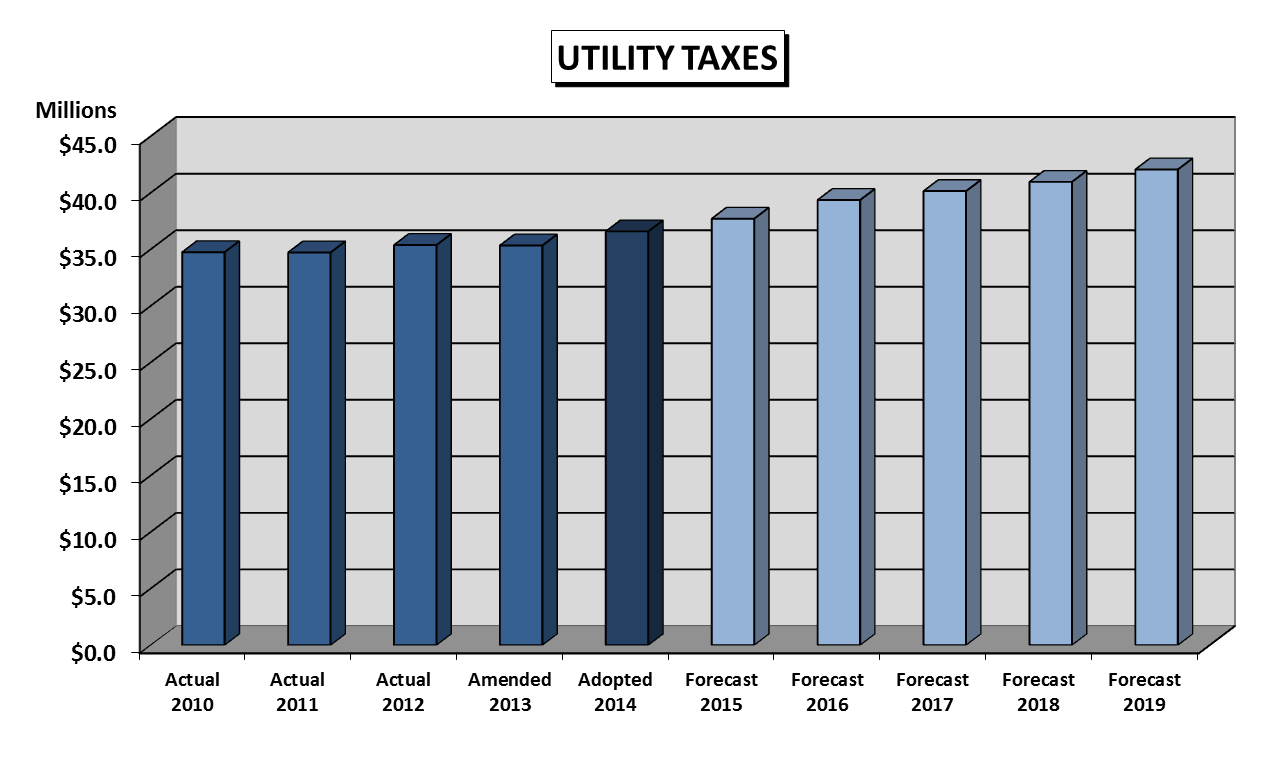 UTILITY TAXES
Millions
$45.0
$40.0
$35.0
$30.0
$25.0
$20.0
$15.0
$10.0
$5.0
$0.0
Actual 2010
Actual 2011
Actual 2012
Amended 2013
Adopted 2014
Forecast 2015
Forecast 2016
Forecast 2017
Forecast 2018
Forecast 2019